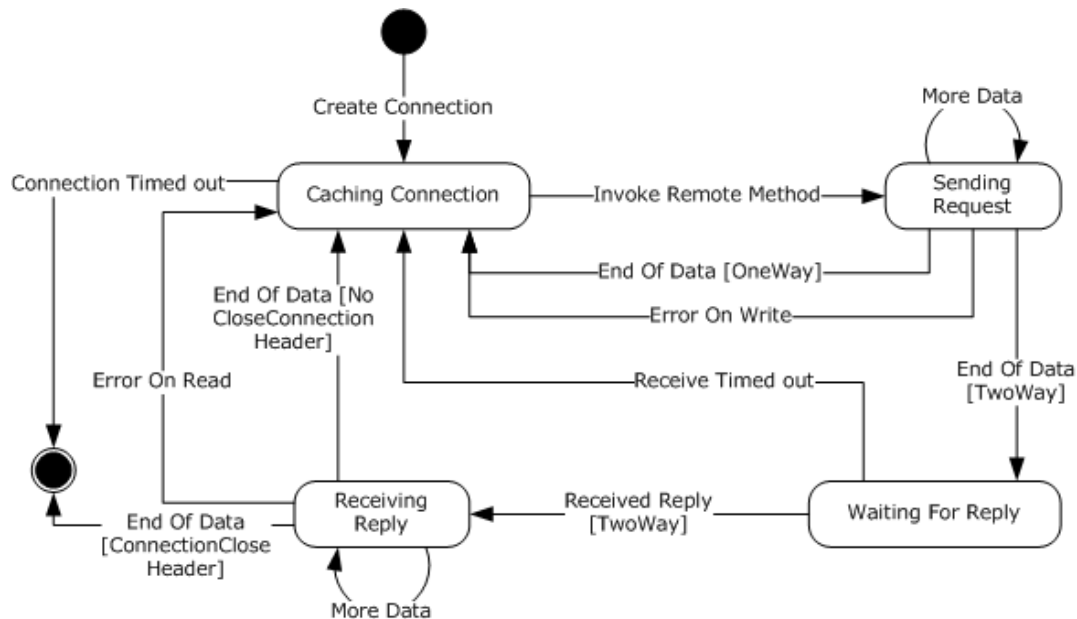 Create Connection
More Data
Connection Timed out
Caching Connection
Invoke Remote Method
Sending
Request
End Of Data [OneWay]
End Of Data [No
CloseConnection
Header]
Error On Write
Error On Read
Receive Timed out
End Of Data
[TwoWay]
Receiving
Reply
Received Reply
[TwoWay]
Waiting For Reply
End Of Data
[ConnectionClose
Header]
More Data